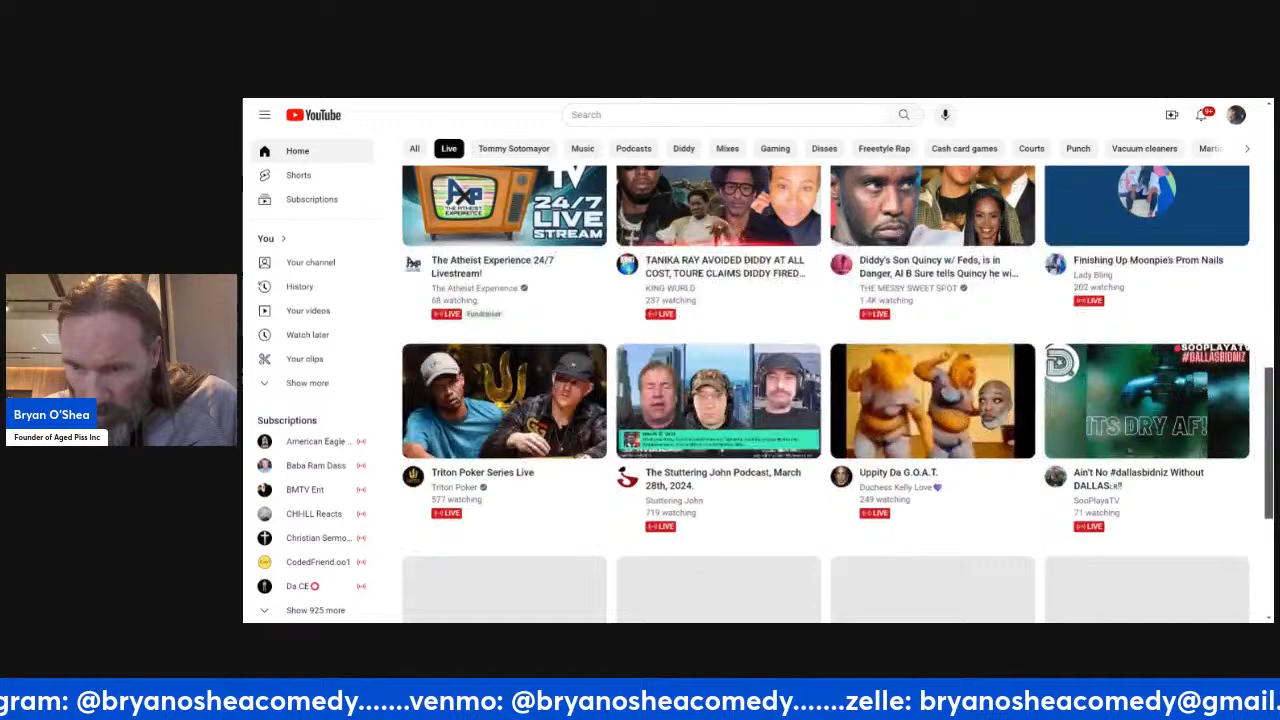 YouTube
Search
9+
Home
Shorts
Subscriptions
You
Your channel
History
Your videos
Watch later
Your clips
Show more
Subscriptions
American Eagle ...
Baba Ram Dass
BMTV Ent
CHI-ILL Reacts
Christian Sermo...
CodedFriend.oo1
Da CE⭕
Show 925 more
All Live Tommy Sotomayor Music Podcasts Diddy Mixes Gaming Disses Freestyle Rap Cash card games Courts Punch Vacuum cleaners
AXP
THE ATHEIST
EXPERIENCE
TV
24/7
LIVE
STREAM
The Atheist Experience 24/7
Livestream!
The Atheist Experience
68 watching
LIVE Fundraiser
TANIKA RAY AVOIDED DIDDY AT ALL
COST, TOURE CLAIMS DIDDY FIRED...
KING WURLD
237 watching
LIVE
Diddy's Son Quincy w/ Feds, is in
Danger, Al B Sure tells Quincy he wi...
THE MESSY SWEET SPOT
1.4K watching
LIVE
Finishing Up Moonpie's Prom Nails
Lady Bling
202 watching
LIVE
Triton Poker Series Live
Triton Poker
577 watching
LIVE
The Stuttering John Podcast, March
28th, 2024.
Stuttering John
719 watching
LIVE
Uppity Da G.O.A.T.
Duchess Kelly Love💜
249 watching
LIVE
SOOPLAYATV
#DALLASBIDNIZ
ITS DRY AF!
Ain't No #dallasbidniz Without
DALLAS
SooPlayaTV
71 watching
LIVE
Bryan O'Shea
Founder of Aged Piss Inc
gram: @bryanosheacomedy.......venmo: @bryanosheacomedy.......zelle: bryanosheacomedy@gmail.